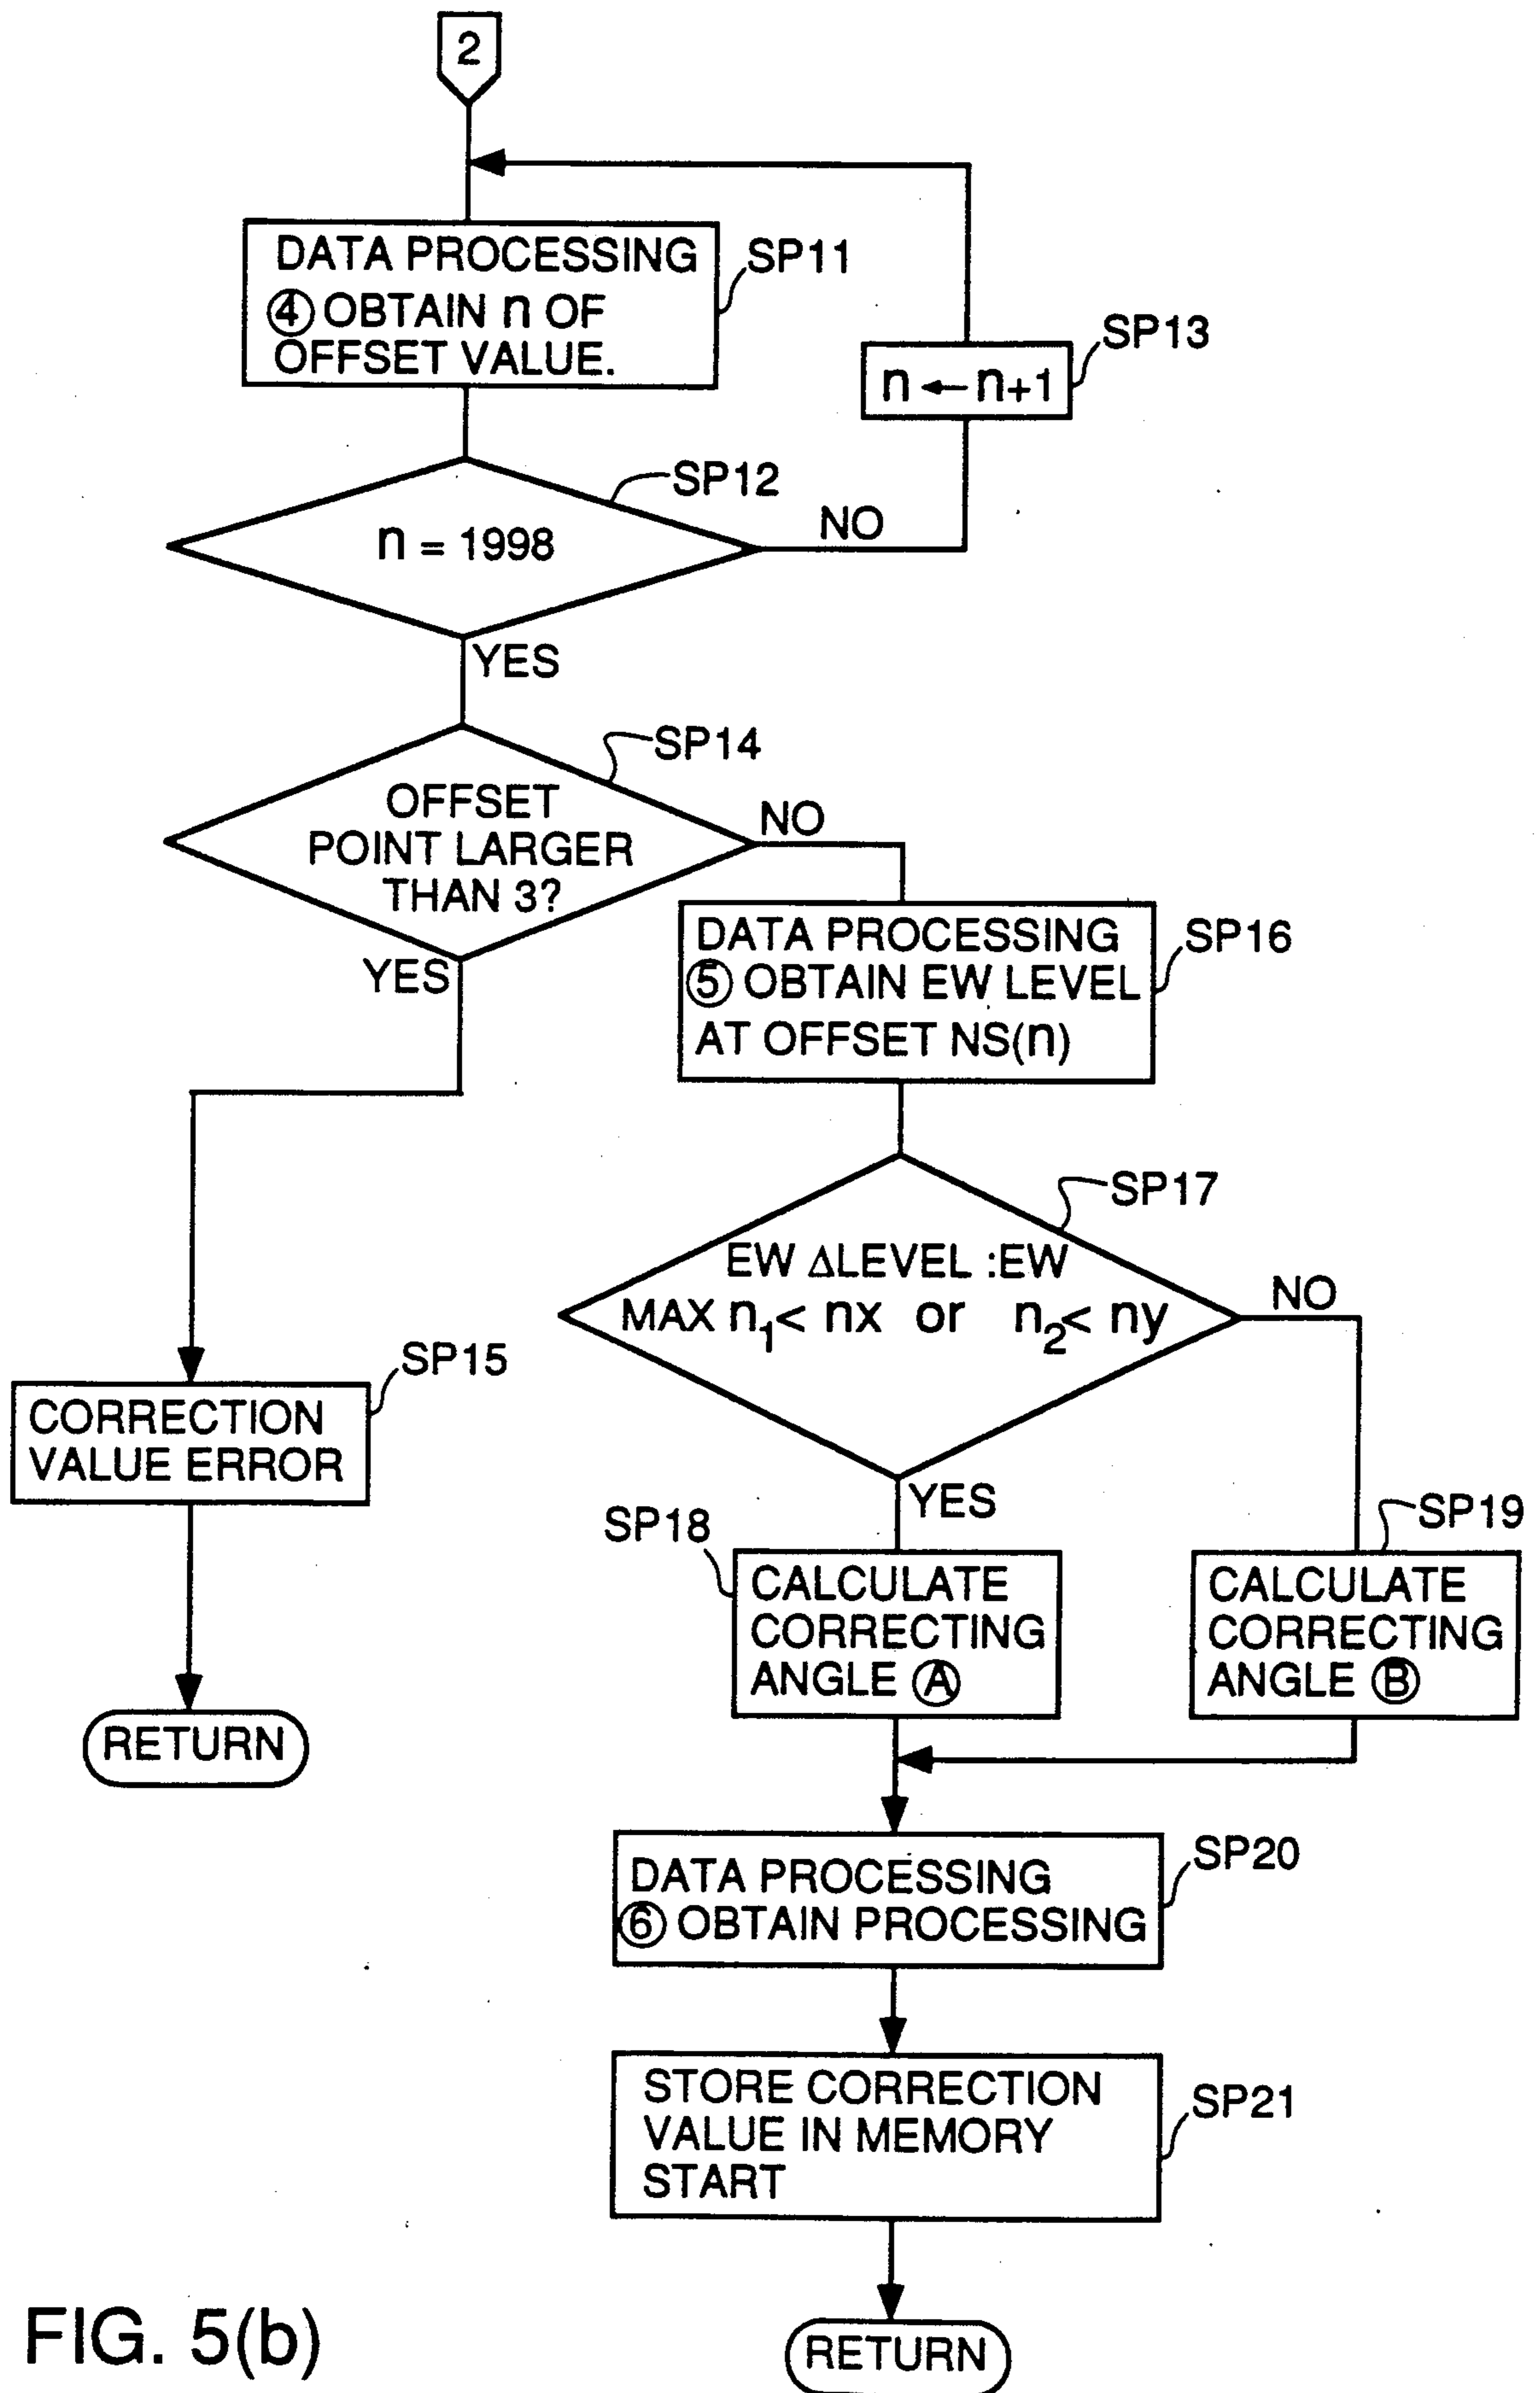 2
DATA PROCESSING
④ OBTAIN n OF
OFFSET VALUE.
SP11
n ← n+1
SP13
n = 1998
SP12
NO
YES
OFFSET
POINT LARGER
THAN 3?
SP14
NO
YES
DATA PROCESSING
⑤ OBTAIN EW LEVEL
AT OFFSET NS(n)
SP16
EW ΔLEVEL :EW
MAX n₁< nx or n₂< ny
SP17
NO
YES
CORRECTION
VALUE ERROR
SP15
RETURN
SP18
CALCULATE
CORRECTING
ANGLE Ⓐ
SP19
CALCULATE
CORRECTING
ANGLE Ⓑ
DATA PROCESSING
⑥ OBTAIN PROCESSING
SP20
STORE CORRECTION
VALUE IN MEMORY
START
SP21
RETURN
FIG. 5(b)